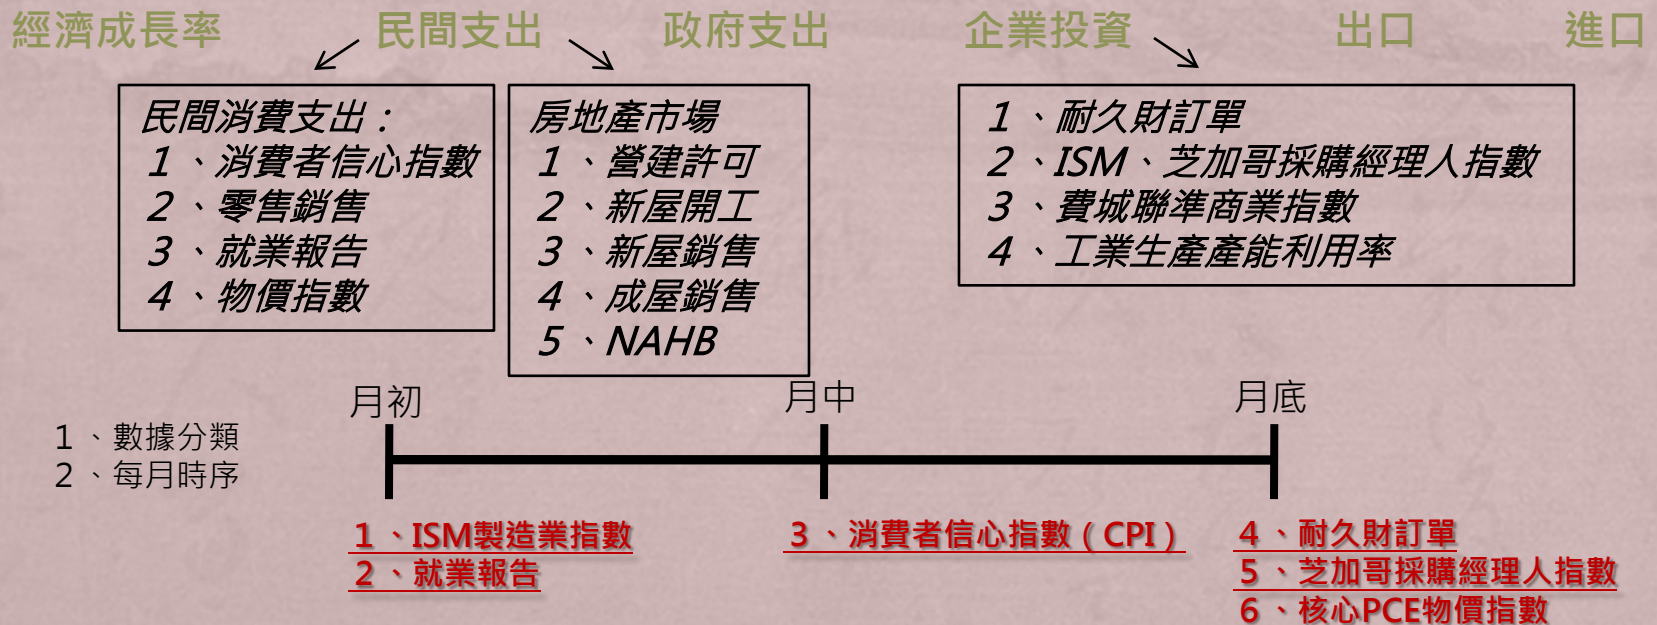 經濟成長率 民間支出 政府支出 企業投資 出口 進口
民間消費支出：
1、消費者信心指數
2、零售銷售
3、就業報告
4、物價指數
房地產市場
1、營建許可
2、新屋開工
3、新屋銷售
4、成屋銷售
5、NAHB
1、耐久財訂單
2、ISM、芝加哥採購經理人指數
3、費城聯準商業指數
4、工業生產產能利用率
月初 月中 月底
1、數據分類
2、每月時序
1、ISM製造業指數
2、就業報告
3、消費者信心指數（CPI）
4、耐久財訂單
5、芝加哥採購經理人指數
6、核心PCE物價指數